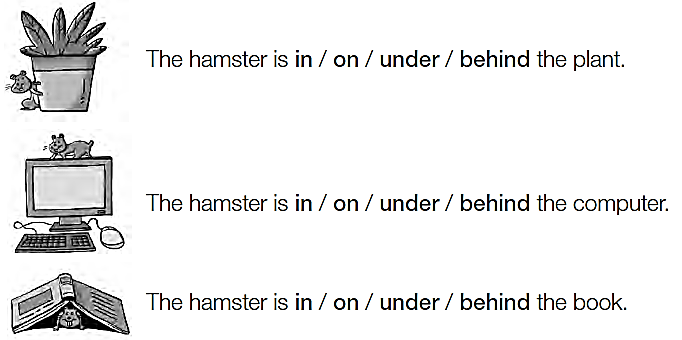 The hamster is in / on / under / behind the plant.
The hamster is in / on / under / behind the computer.
The hamster is in / on / under / behind the book.